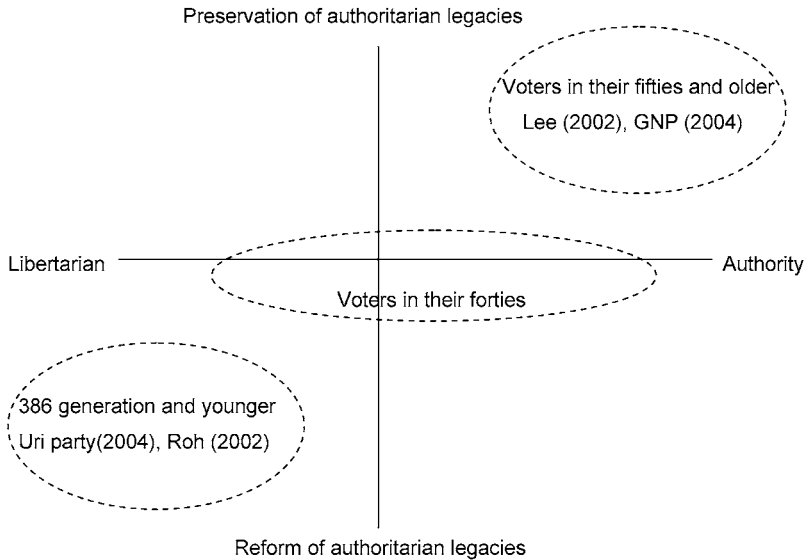 Preservation of authoritarian legacies
Voters in their fifties and older
Lee (2002), GNP (2004)
Libertarian
Authority
Voters in their forties
386 generation and younger
Uri party(2004), Roh (2002)
Reform of authoritarian legacies